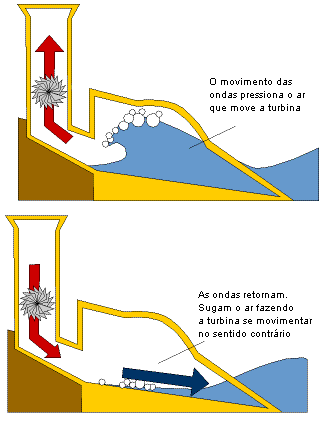 O movimento das
ondas pressiona o ar
que move a turbina
As ondas retornam.
Sugam o ar fazendo
a turbina se movimentar
no sentido contrário